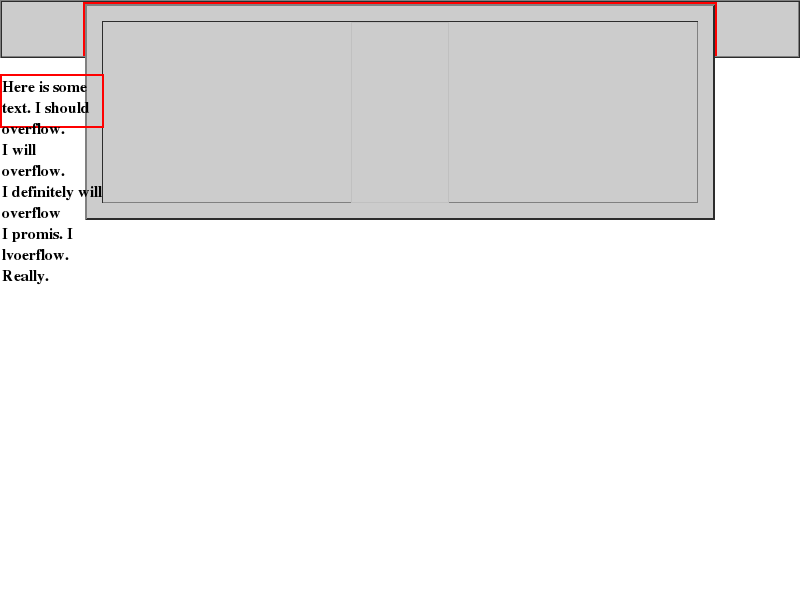 Here is some
text. I should
overflow.
I will
overflow.
I definitely will
overflow
I promis. I
lvoerflow.
Really.